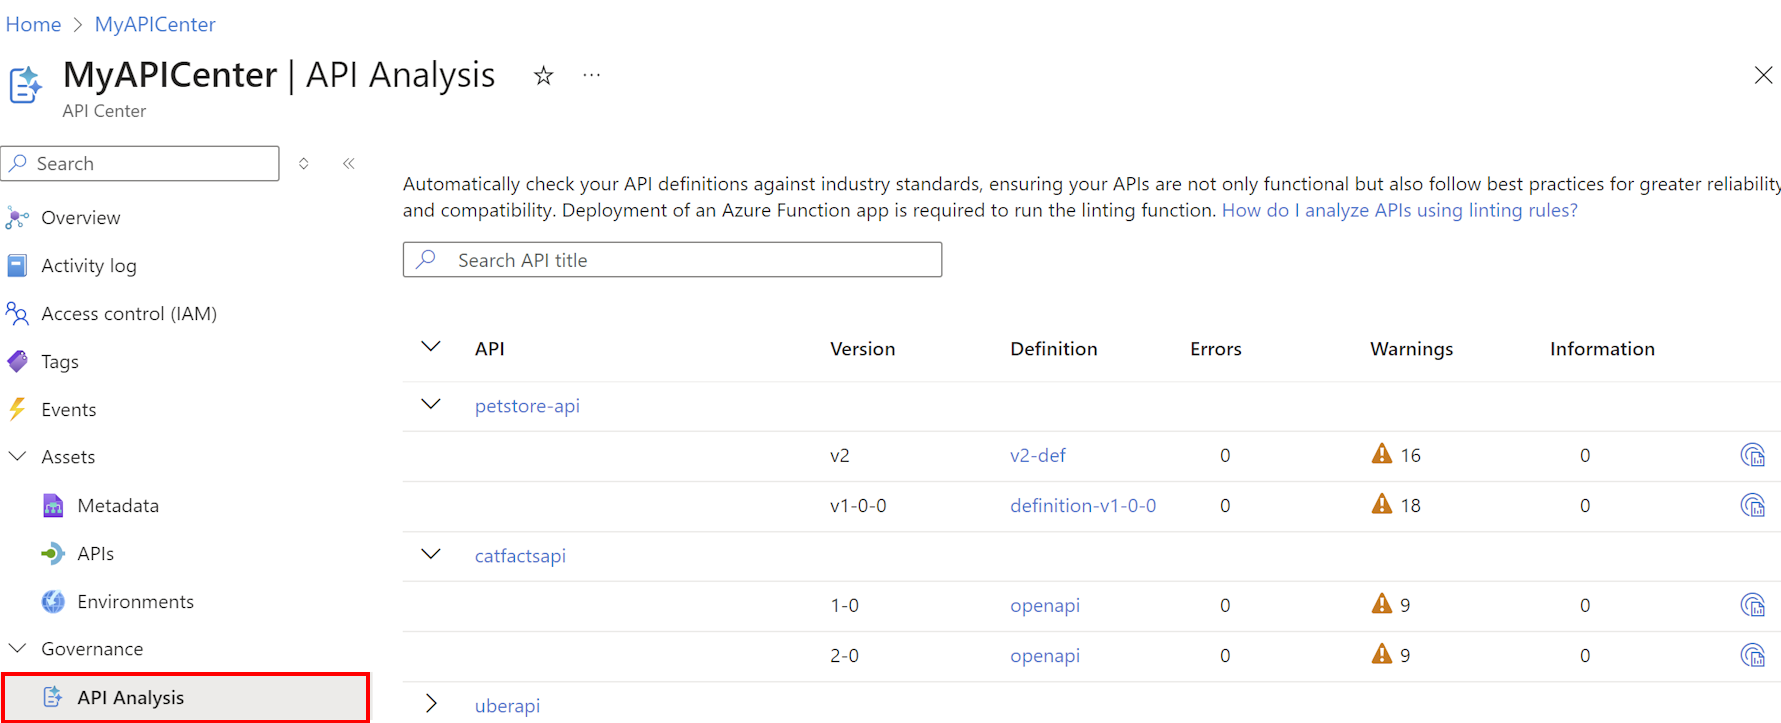 Home > MyAPICenter
MyAPICenter | API Analysis
API Center
Search
Overview
Activity log
Access control (IAM)
Tags
Events
Assets
Metadata
APIs
Environments
Governance
API Analysis
Automatically check your API definitions against industry standards, ensuring your APIs are not only functional but also follow best practices for greater reliability
and compatibility. Deployment of an Azure Function app is required to run the linting function. How do I analyze APIs using linting rules?
Search API title
API Version Definition Errors Warnings Information
petstore-api
v2 v2-def 0 16 0
v1-0-0 definition-v1-0-0 0 18 0
catfactsapi
1-0 openapi 0 9 0
2-0 openapi 0 9 0
uberapi